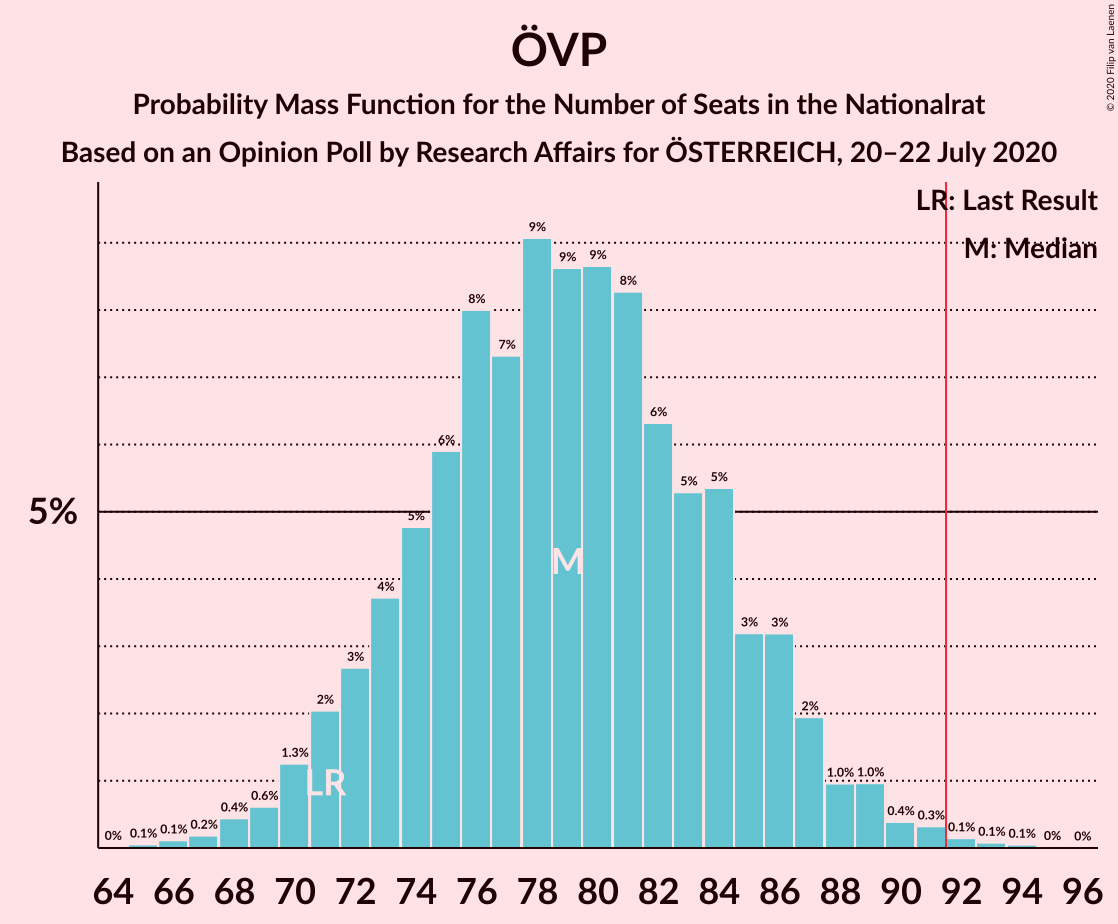 ÖVP
Probability Mass Function for the Number of Seats in the Nationalrat
Based on an Opinion Poll by Research Affairs for ÖSTERREICH, 20–22 July 2020
© 2020 Filip van Laenen
LR: Last Result
M: Median
5%
0% 0.1% 0.1% 0.2% 0.4% 0.6% 1.3% 2% 3% 4% 5% 6% 8% 7% 9% 9% 9% 8% 6% 5% 5% 3% 3% 2% 1.0% 1.0% 0.4% 0.3% 0.1% 0.1% 0.1% 0% 0%
M
LR
64 66 68 70 72 74 76 78 80 82 84 86 88 90 92 94 96